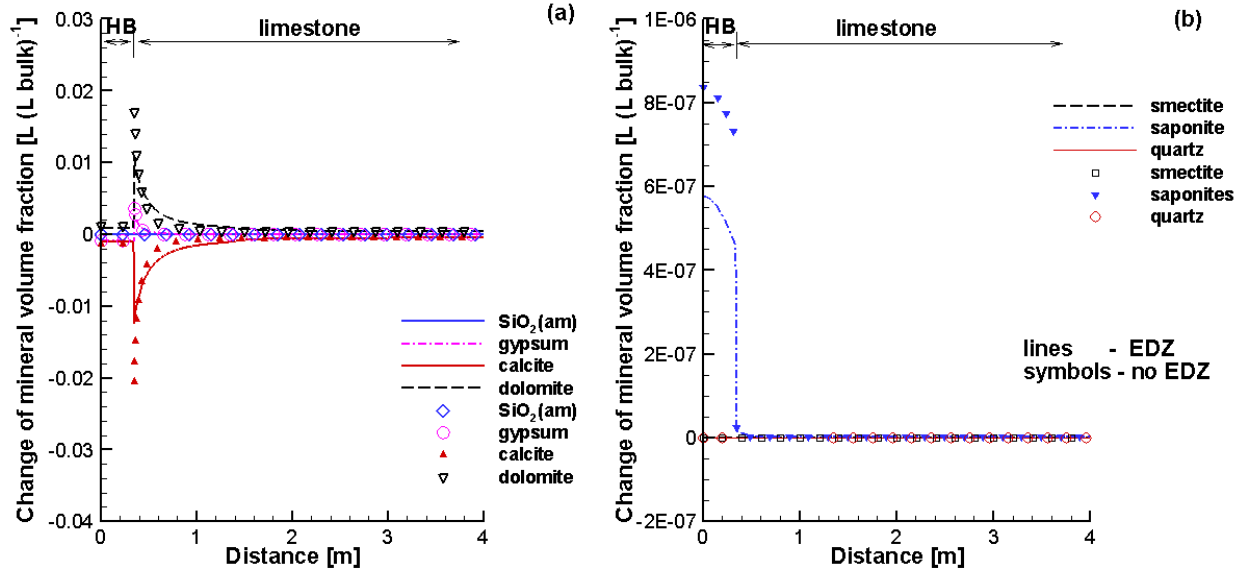 (a)
HB
limestone
Change of mineral volume fraction [L (L bulk)⁻¹]
0.03
0.02
0.01
0
-0.01
-0.02
-0.03
-0.04
0
1
2
3
4
Distance [m]
SiO₂(am)
gypsum
calcite
dolomite
SiO₂(am)
gypsum
calcite
dolomite
(b)
HB
limestone
Change of mineral volume fraction [L (L bulk)⁻¹]
1E-06
8E-07
6E-07
4E-07
2E-07
0
-2E-07
0
1
2
3
4
Distance [m]
smectite
saponite
quartz
smectite
saponites
quartz
lines - EDZ
symbols - no EDZ